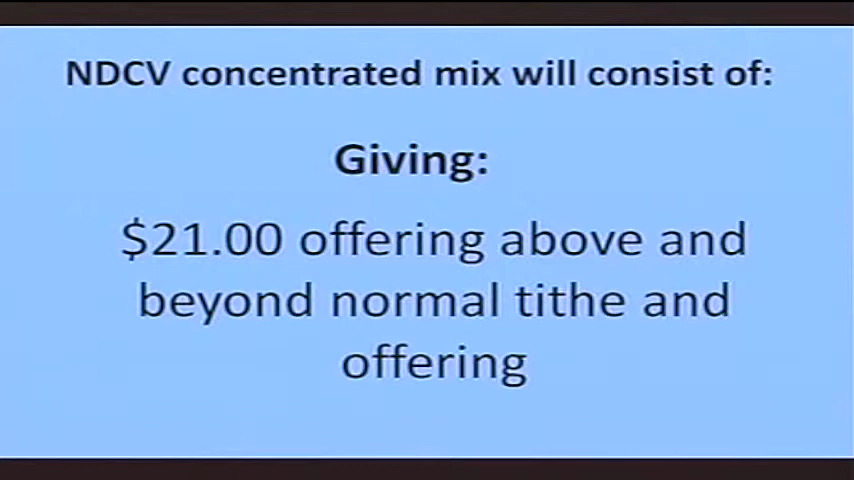 NDCV concentrated mix will consist of:
Giving:
$21.00 offering above and
beyond normal tithe and
offering